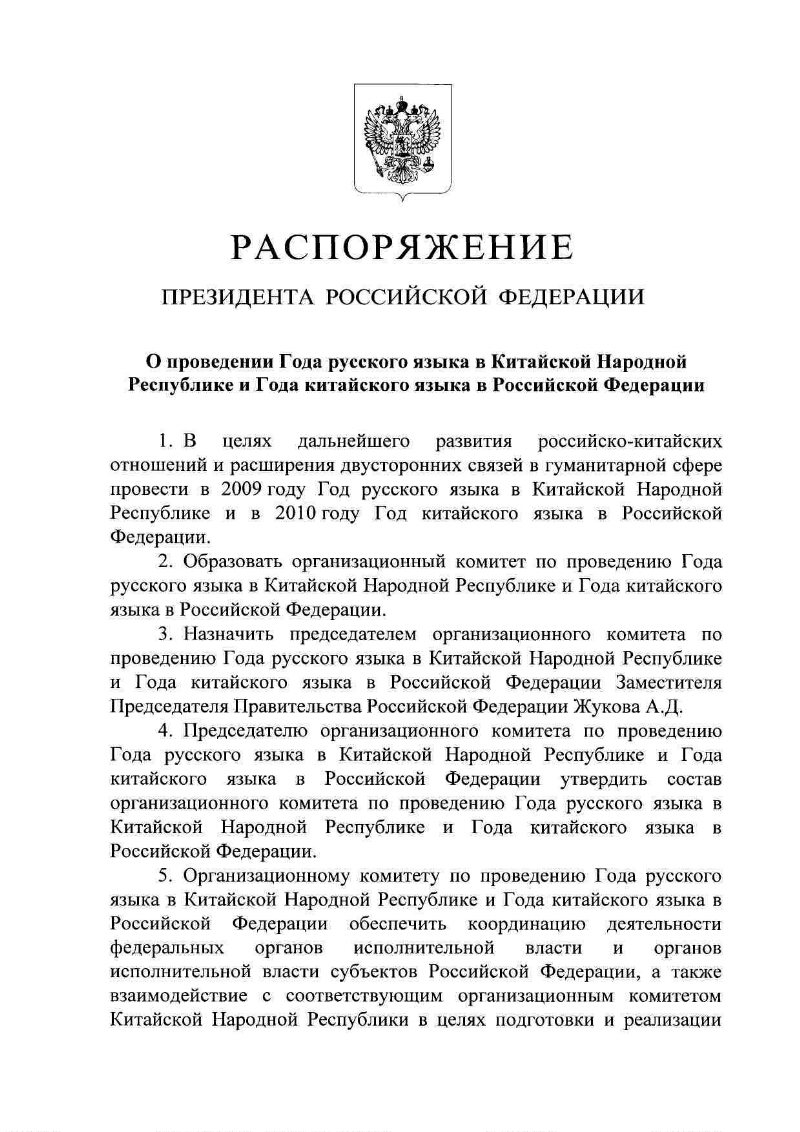 РАСПОРЯЖЕНИЕ
ПРЕЗИДЕНТА РОССИЙСКОЙ ФЕДЕРАЦИИ
О проведении Года русского языка в Китайской Народной
Республике и Года китайского языка в Российской Федерации
1. В целях дальнейшего развития российско-китайских
отношений и расширения двусторонних связей в гуманитарной сфере
провести в 2009 году Год русского языка в Китайской Народной
Республике и в 2010 году Год китайского языка в Российской
Федерации.
2. Образовать организационный комитет по проведению Года
русского языка в Китайской Народной Республике и Года китайского
языка в Российской Федерации.
3. Назначить председателем организационного комитета по
проведению Года русского языка в Китайской Народной Республике
и Года китайского языка в Российской Федерации Заместителя
Председателя Правительства Российской Федерации Жукова А.Д.
4. Председателю организационного комитета по проведению
Года русского языка в Китайской Народной Республике и Года
китайского языка в Российской Федерации утвердить состав
организационного комитета по проведению Года русского языка в
Китайской Народной Республике и Года китайского языка в
Российской Федерации.
5. Организационному комитету по проведению Года русского
языка в Китайской Народной Республике и Года китайского языка в
Российской Федерации обеспечить координацию деятельности
федеральных органов исполнительной власти и органов
исполнительной власти субъектов Российской Федерации, а также
взаимодействие с соответствующим организационным комитетом
Китайской Народной Республики в целях подготовки и реализации